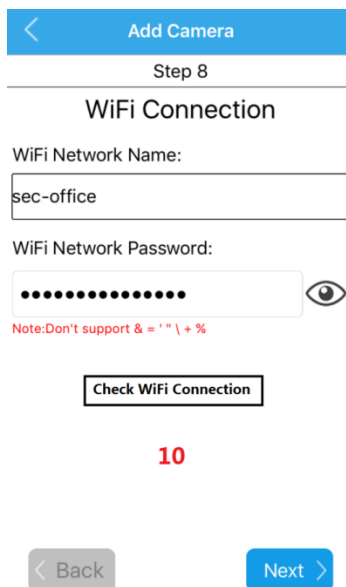 Add Camera
Step 8
WiFi Connection
WiFi Network Name:
sec-office
WiFi Network Password:
●●●●●●●●●●●●●●●
Note:Don't support & = ' " \ + %
Check WiFi Connection
10
Back
Next